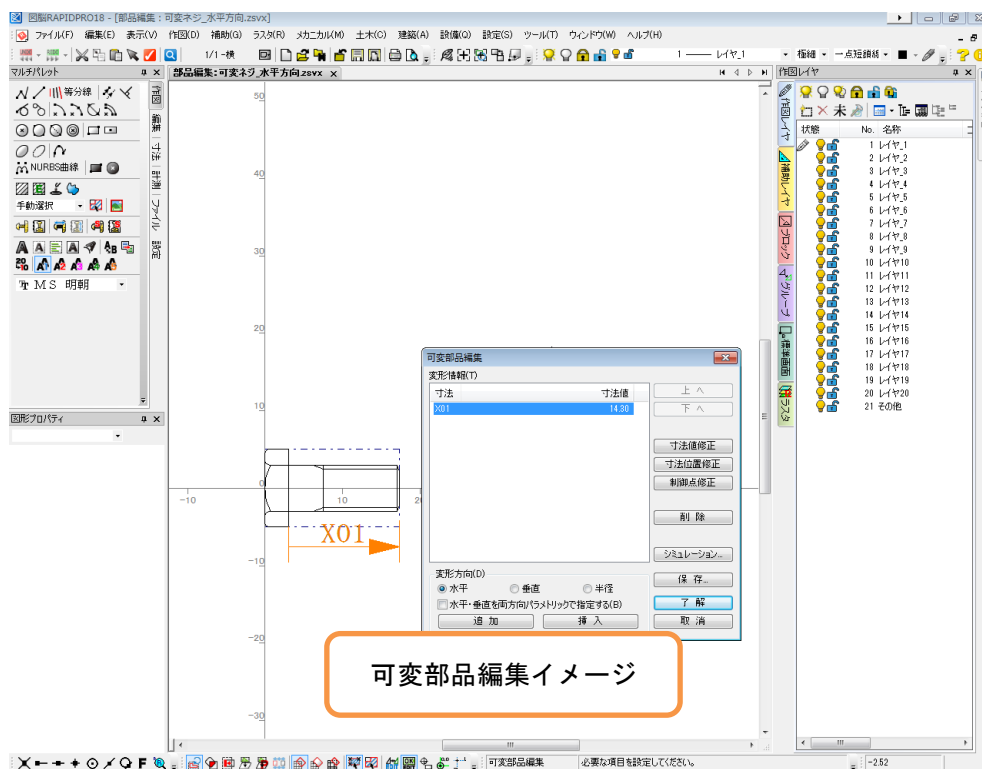 図脳RAPIDPRO18 - [部品編集：可変ネジ_水平方向.zsvx]
ファイル(F) 編集(E) 表示(V) 作図(D) 補助(G) ラスタ(R) メカニカル(M) 土木(C) 建築(A) 設備(Q) 設定(S) ツール(T) ウィンドウ(W) ヘルプ(H)
1/1 -横
1 レイヤ_1
極細
一点短鎖線
マルチパレット
部品編集:可変ネジ_水平方向.zsvx
作図レイヤ
等分線
NURBS曲線
手動選択
ＭＳ 明朝
作図
編集
寸法
計測
ファイル
設定
図形プロパティ
50
40
30
20
10
0
-10
10
-10
-20
-30
X01
可変部品編集
変形情報(T)
寸法 寸法値
X01 14.30
上 へ
下 へ
寸法値修正
寸法位置修正
制御点修正
削 除
シミュレーション...
保 存...
了 解
取 消
変形方向(D)
水平 垂直 半径
水平・垂直を両方向パラメトリックで指定する(B)
追 加 挿 入
可変部品編集イメージ
作図レイヤ
補助レイヤ
ブロック
グループ
標準画面
ラスタ
状態 No. 名称
1 レイヤ_1
2 レイヤ_2
3 レイヤ_3
4 レイヤ_4
5 レイヤ_5
6 レイヤ_6
7 レイヤ_7
8 レイヤ_8
9 レイヤ_9
10 レイヤ10
11 レイヤ11
12 レイヤ12
13 レイヤ13
14 レイヤ14
15 レイヤ15
16 レイヤ16
17 レイヤ17
18 レイヤ18
19 レイヤ19
20 レイヤ20
21 その他
可変部品編集
必要な項目を設定してください。
-2.52